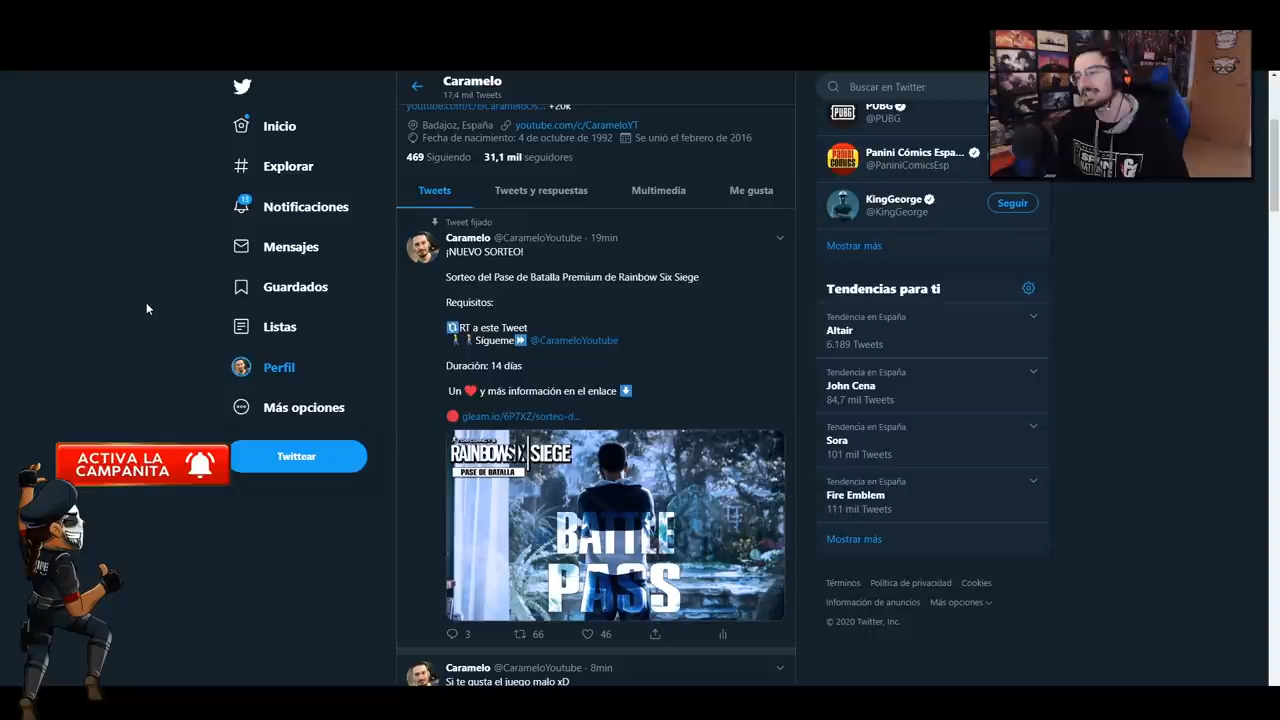 Inicio
Explorar
13
Notificaciones
Mensajes
Guardados
Listas
Perfil
Más opciones
Twittear
ACTIVA LA
CAMPANITA
Caramelo
17,4 mil Tweets
youtube.com/c/ElCarameloOs... +20k
Badajoz, España youtube.com/c/CarameloYT
Fecha de nacimiento: 4 de octubre de 1992 Se unió el febrero de 2016
469 Siguiendo 31,1 mil seguidores
Tweets Tweets y respuestas Multimedia Me gusta
Tweet fijado
Caramelo @CarameloYoutube · 19min
¡NUEVO SORTEO!
Sorteo del Pase de Batalla Premium de Rainbow Six Siege
Requisitos:
RT a este Tweet
Sígueme @CarameloYoutube
Duración: 14 días
Un ❤ y más información en el enlace
gleam.io/6P7XZ/sorteo-d...
RAINBOW SIX | SIEGE
PASE DE BATALLA
BATTLE
PASS
3 66 46
Caramelo @CarameloYoutube · 8min
Si te gusta el juego malo xD
Buscar en Twitter
PUBG
PUBG
@PUBG
PANINI
COMICS
Panini Cómics Espa...
@PaniniComicsEsp
KingGeorge
@KingGeorge
Seguir
Mostrar más
Tendencias para ti
Tendencia en España
Altair
6.189 Tweets
Tendencia en España
John Cena
84,7 mil Tweets
Tendencia en España
Sora
101 mil Tweets
Tendencia en España
Fire Emblem
111 mil Tweets
Mostrar más
Términos Política de privacidad Cookies
Información de anuncios Más opciones
© 2020 Twitter, Inc.